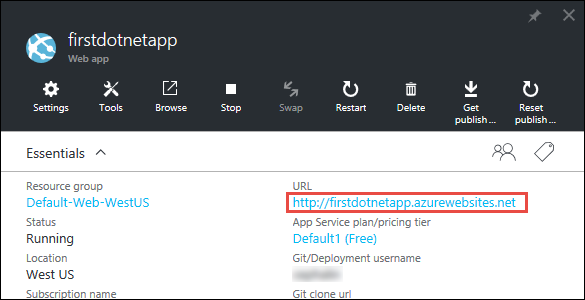 firstdotnetapp
Web app
Settings
Tools
Browse
Stop
Swap
Restart
Delete
Get publish...
Reset publish...
Essentials
Resource group
Default-Web-WestUS
URL
http://firstdotnetapp.azurewebsites.net
Status
Running
App Service plan/pricing tier
Default1 (Free)
Location
West US
Git/Deployment username
Subscription name
Git clone url